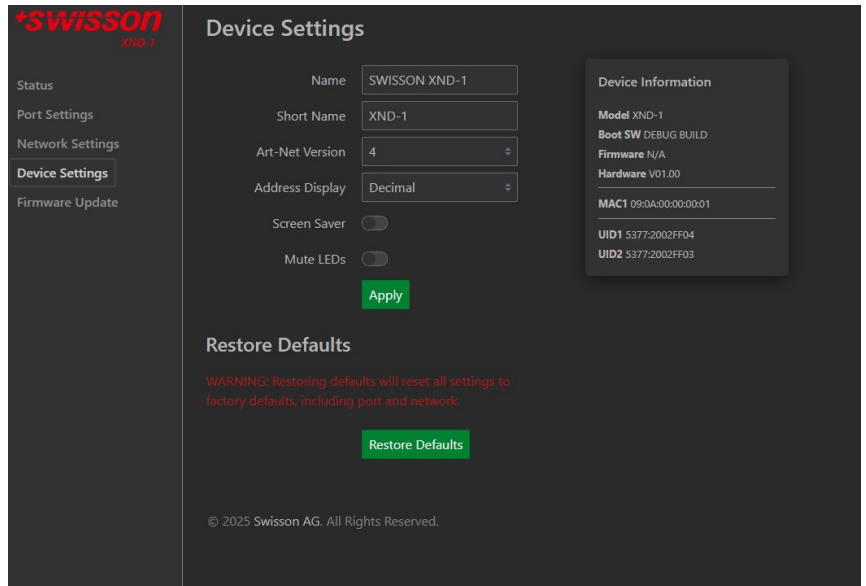 +swisson
XND-1
Status
Port Settings
Network Settings
Device Settings
Firmware Update
Device Settings
Name SWISSON XND-1
Short Name XND-1
Art-Net Version 4
Address Display Decimal
Screen Saver
Mute LEDs
Apply
Device Information
Model XND-1
Boot SW DEBUG BUILD
Firmware N/A
Hardware V01.00
MAC1 09:0A:00:00:00:01
UID1 5377:2002FF04
UID2 5377:2002FF03
Restore Defaults
WARNING: Restoring defaults will reset all settings to
factory defaults, including port and network.
Restore Defaults
© 2025 Swisson AG. All Rights Reserved.